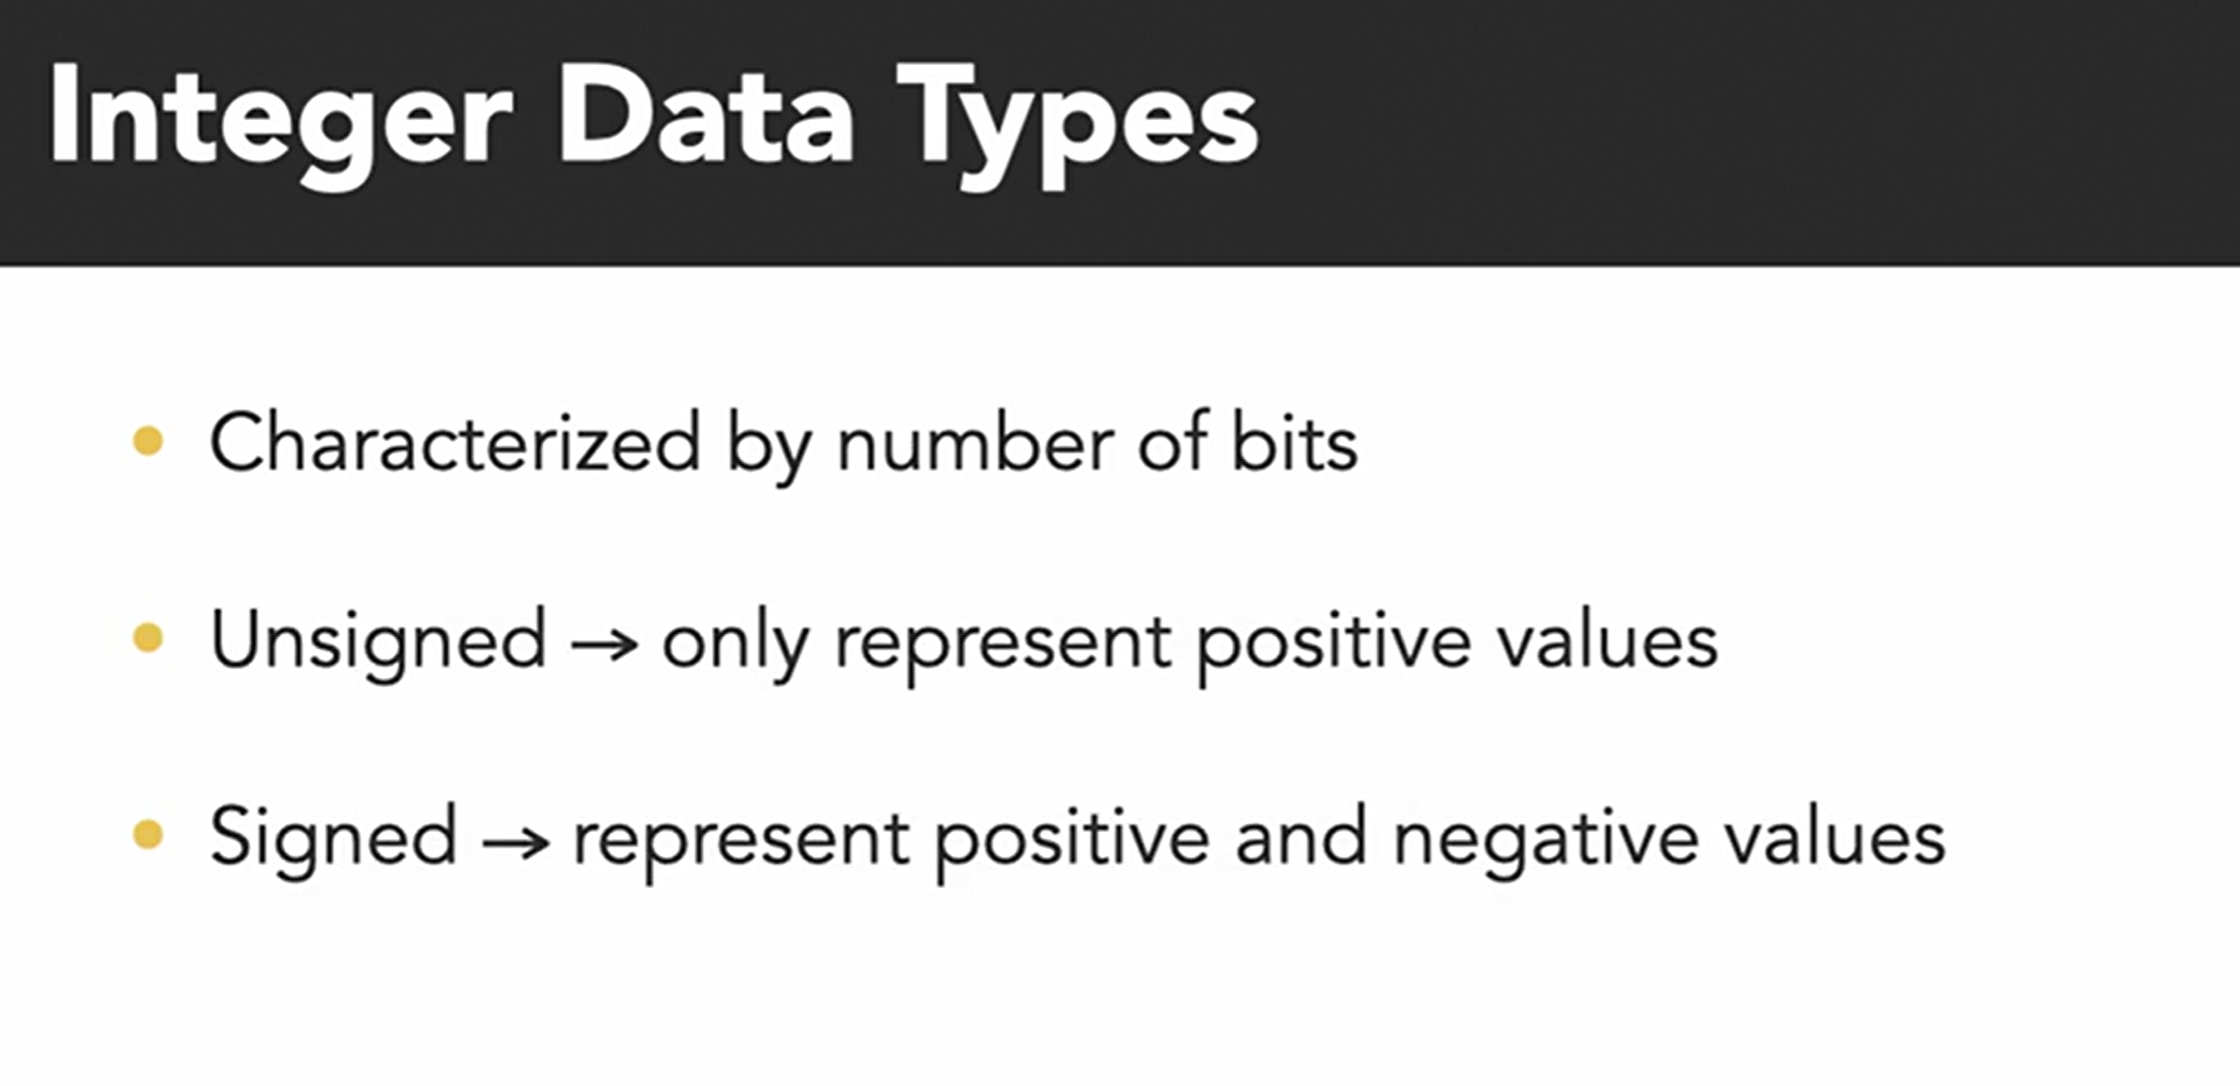 Integer Data Types
• Characterized by number of bits
• Unsigned → only represent positive values
• Signed → represent positive and negative values